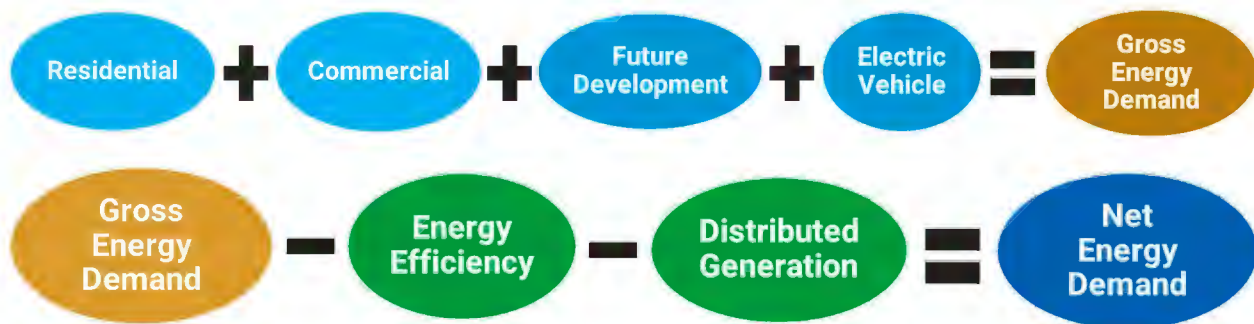 Residential + Commercial + Future Development + Electric Vehicle = Gross Energy Demand
Gross Energy Demand - Energy Efficiency - Distributed Generation = Net Energy Demand